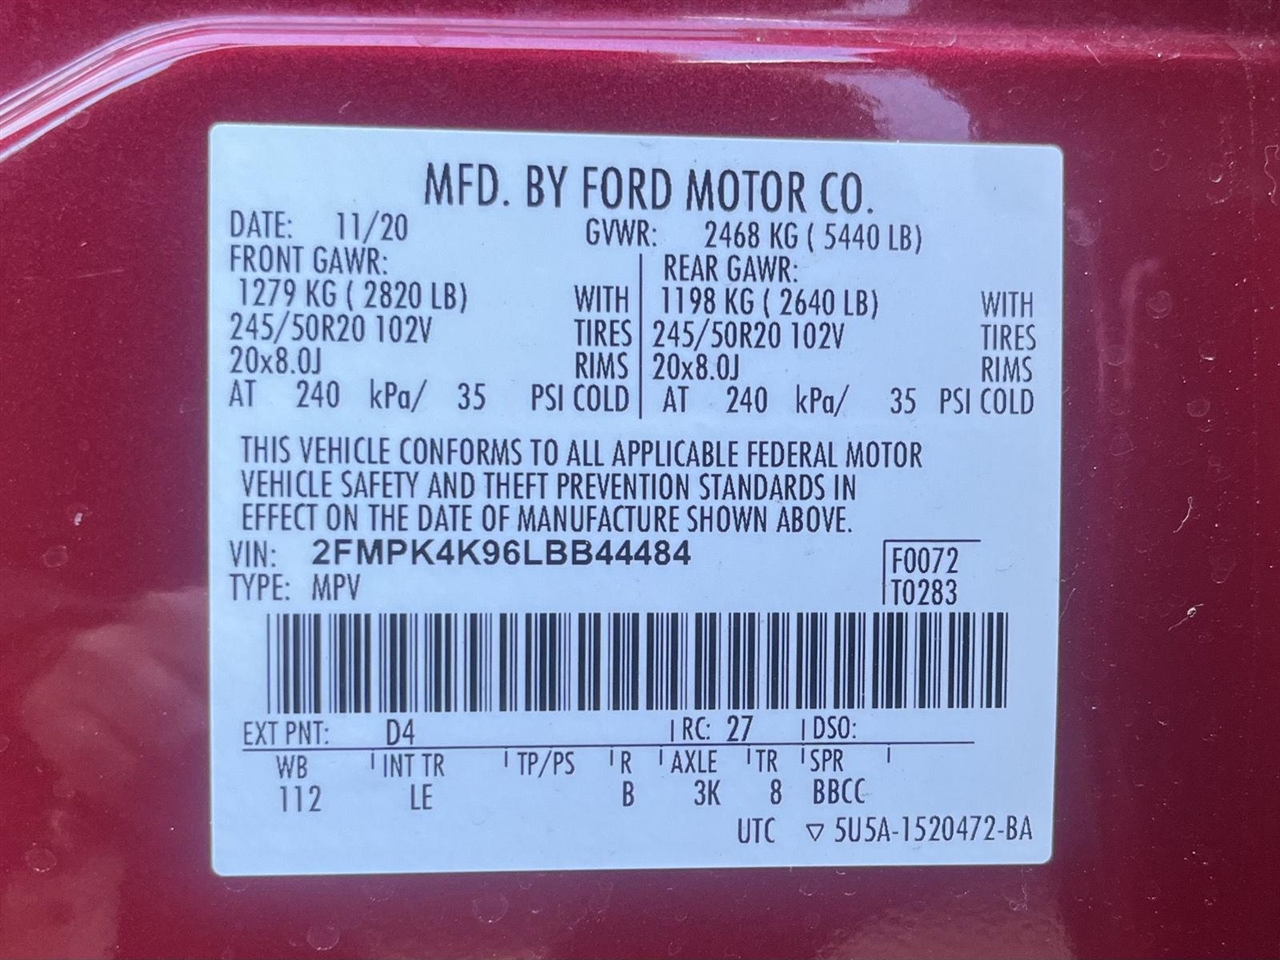 MFD. BY FORD MOTOR CO.
DATE: 11/20 GVWR: 2468 KG ( 5440 LB)
FRONT GAWR: REAR GAWR:
1279 KG ( 2820 LB) WITH 1198 KG ( 2640 LB) WITH
245/50R20 102V TIRES 245/50R20 102V TIRES
20x8.0J RIMS 20x8.0J RIMS
AT 240 kPa/ 35 PSI COLD AT 240 kPa/ 35 PSI COLD
THIS VEHICLE CONFORMS TO ALL APPLICABLE FEDERAL MOTOR
VEHICLE SAFETY AND THEFT PREVENTION STANDARDS IN
EFFECT ON THE DATE OF MANUFACTURE SHOWN ABOVE.
VIN: 2FMPK4K96LBB44484 F0072
TYPE: MPV T0283
EXT PNT: D4 RC: 27 DSO:
WB INT TR TP/PS R AXLE TR SPR
112 LE B 3K 8 BBCC
UTC ▽ 5U5A-1520472-BA